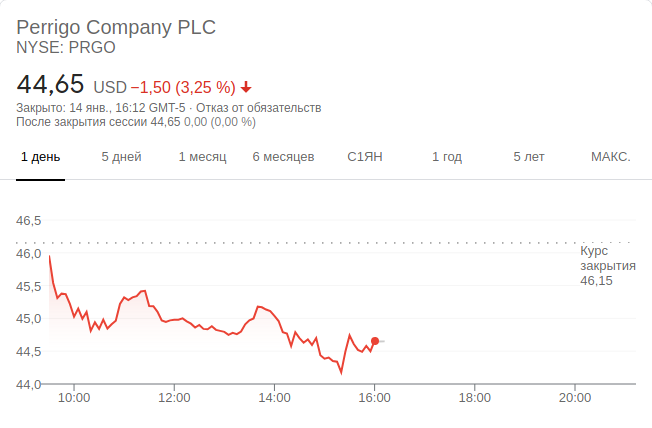 Perrigo Company PLC
NYSE: PRGO
44,65 USD −1,50 (3,25 %)
Закрыто: 14 янв., 16:12 GMT-5 · Отказ от обязательств
После закрытия сессии 44,65 0,00 (0,00 %)
1 день 5 дней 1 месяц 6 месяцев С1ЯН 1 год 5 лет МАКС.
46,5
46,0
45,5
45,0
44,5
44,0
Курс
закрытия
46,15
10:00 12:00 14:00 16:00 18:00 20:00